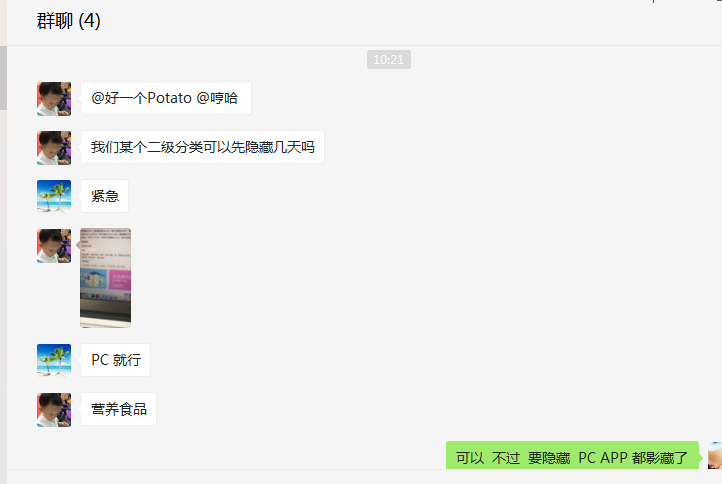 群聊 (4)
10:21
@好一个Potato @哼哈
我们某个二级分类可以先隐藏几天吗
紧急
PC 就行
营养食品
可以 不过 要隐藏 PC APP 都影藏了